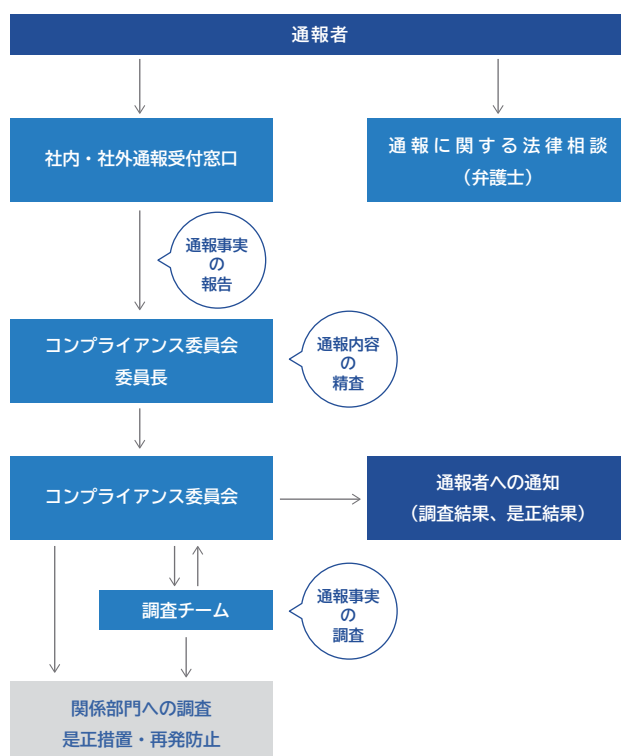 通報者
社内・社外通報受付窓口
通報に関する法律相談
（弁護士）
通報事実
の
報告
コンプライアンス委員会
委員長
通報内容
の
精査
コンプライアンス委員会
通報者への通知
（調査結果、是正結果）
調査チーム
通報事実
の
調査
関係部門への調査
是正措置・再発防止